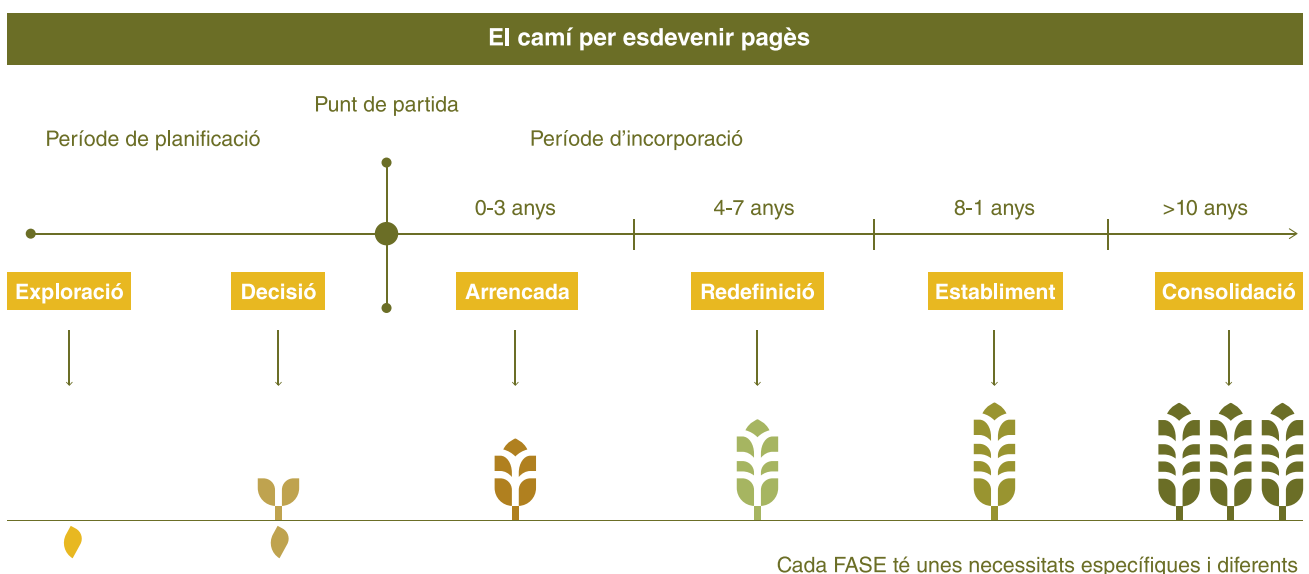 El camí per esdevenir pagès
Punt de partida
Període de planificació
Període d'incorporació
0-3 anys
4-7 anys
8-1 anys
>10 anys
Exploració
Decisió
Arrencada
Redefinició
Establiment
Consolidació
Cada FASE té unes necessitats específiques i diferents